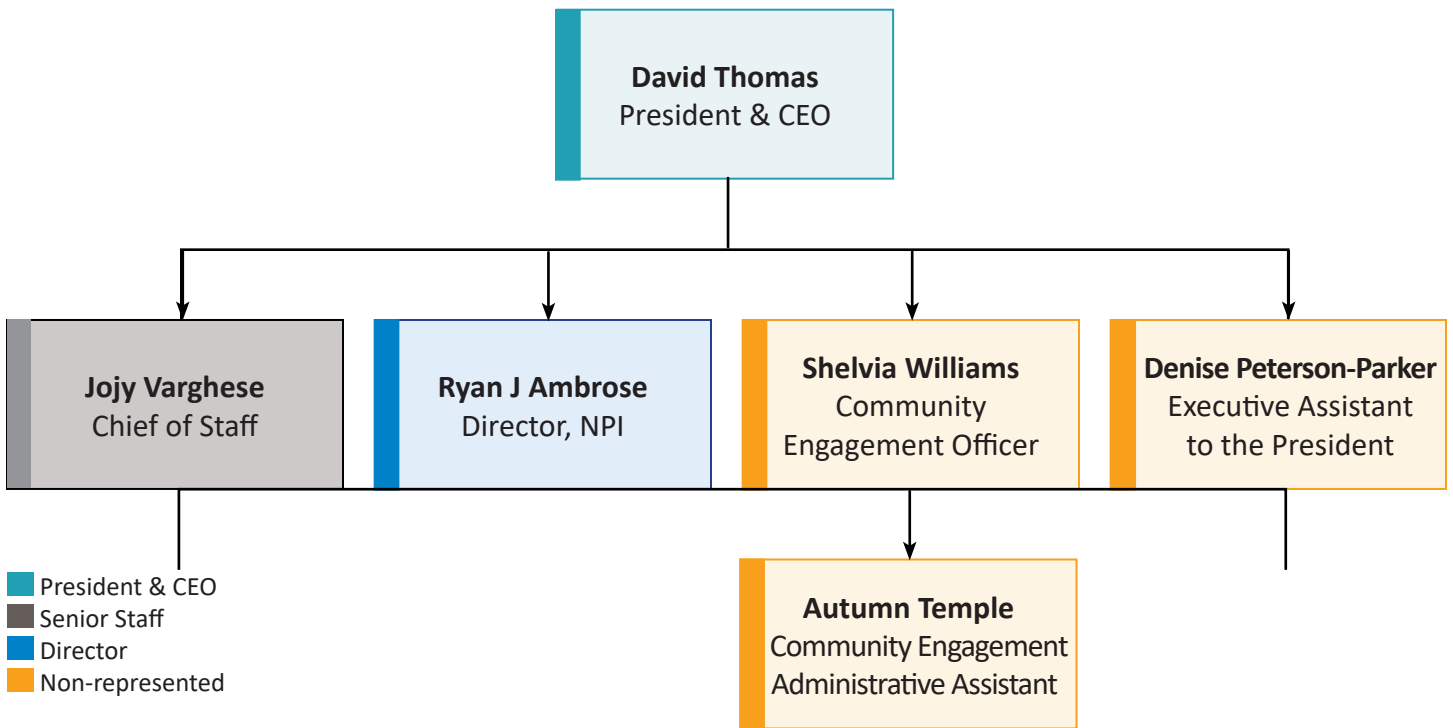 David Thomas
President & CEO
Jojy Varghese
Chief of Staff
Ryan J Ambrose
Director, NPI
Shelvia Williams
Community
Engagement Officer
Denise Peterson-Parker
Executive Assistant
to the President
Autumn Temple
Community Engagement
Administrative Assistant
President & CEO
Senior Staff
Director
Non-represented